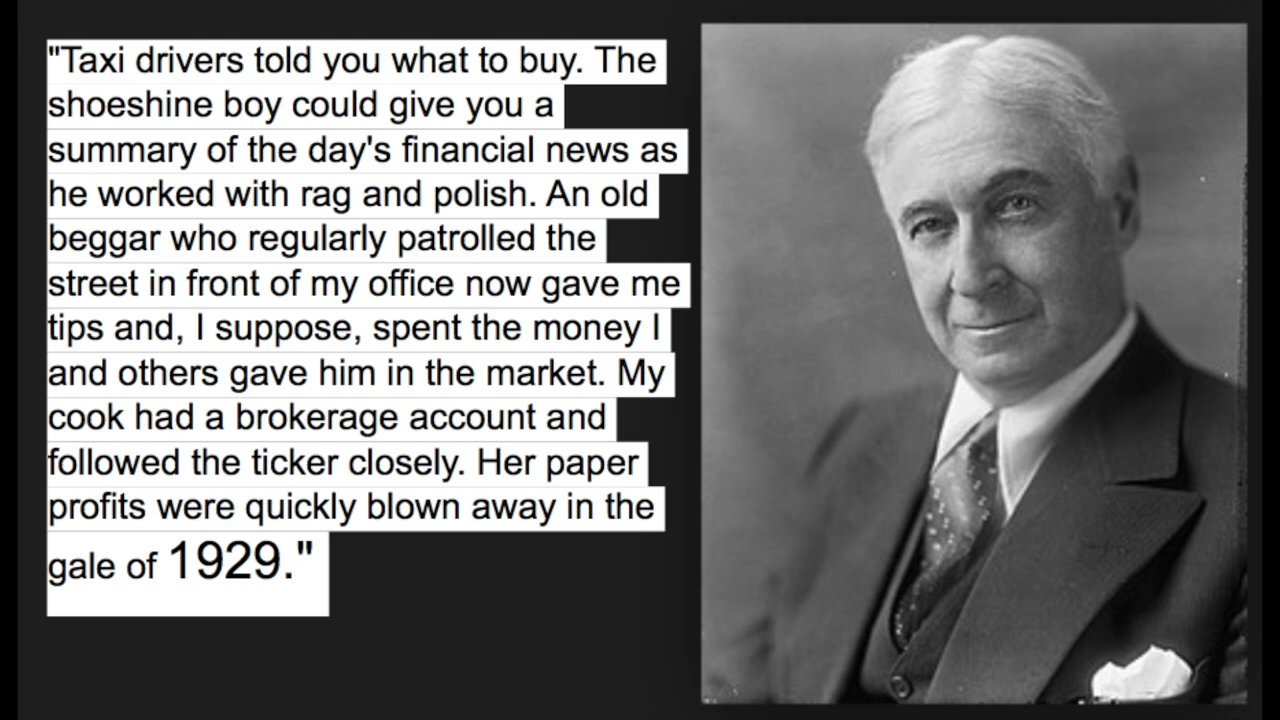 "Taxi drivers told you what to buy. The
shoeshine boy could give you a
summary of the day's financial news as
he worked with rag and polish. An old
beggar who regularly patrolled the
street in front of my office now gave me
tips and, I suppose, spent the money I
and others gave him in the market. My
cook had a brokerage account and
followed the ticker closely. Her paper
profits were quickly blown away in the
gale of 1929."